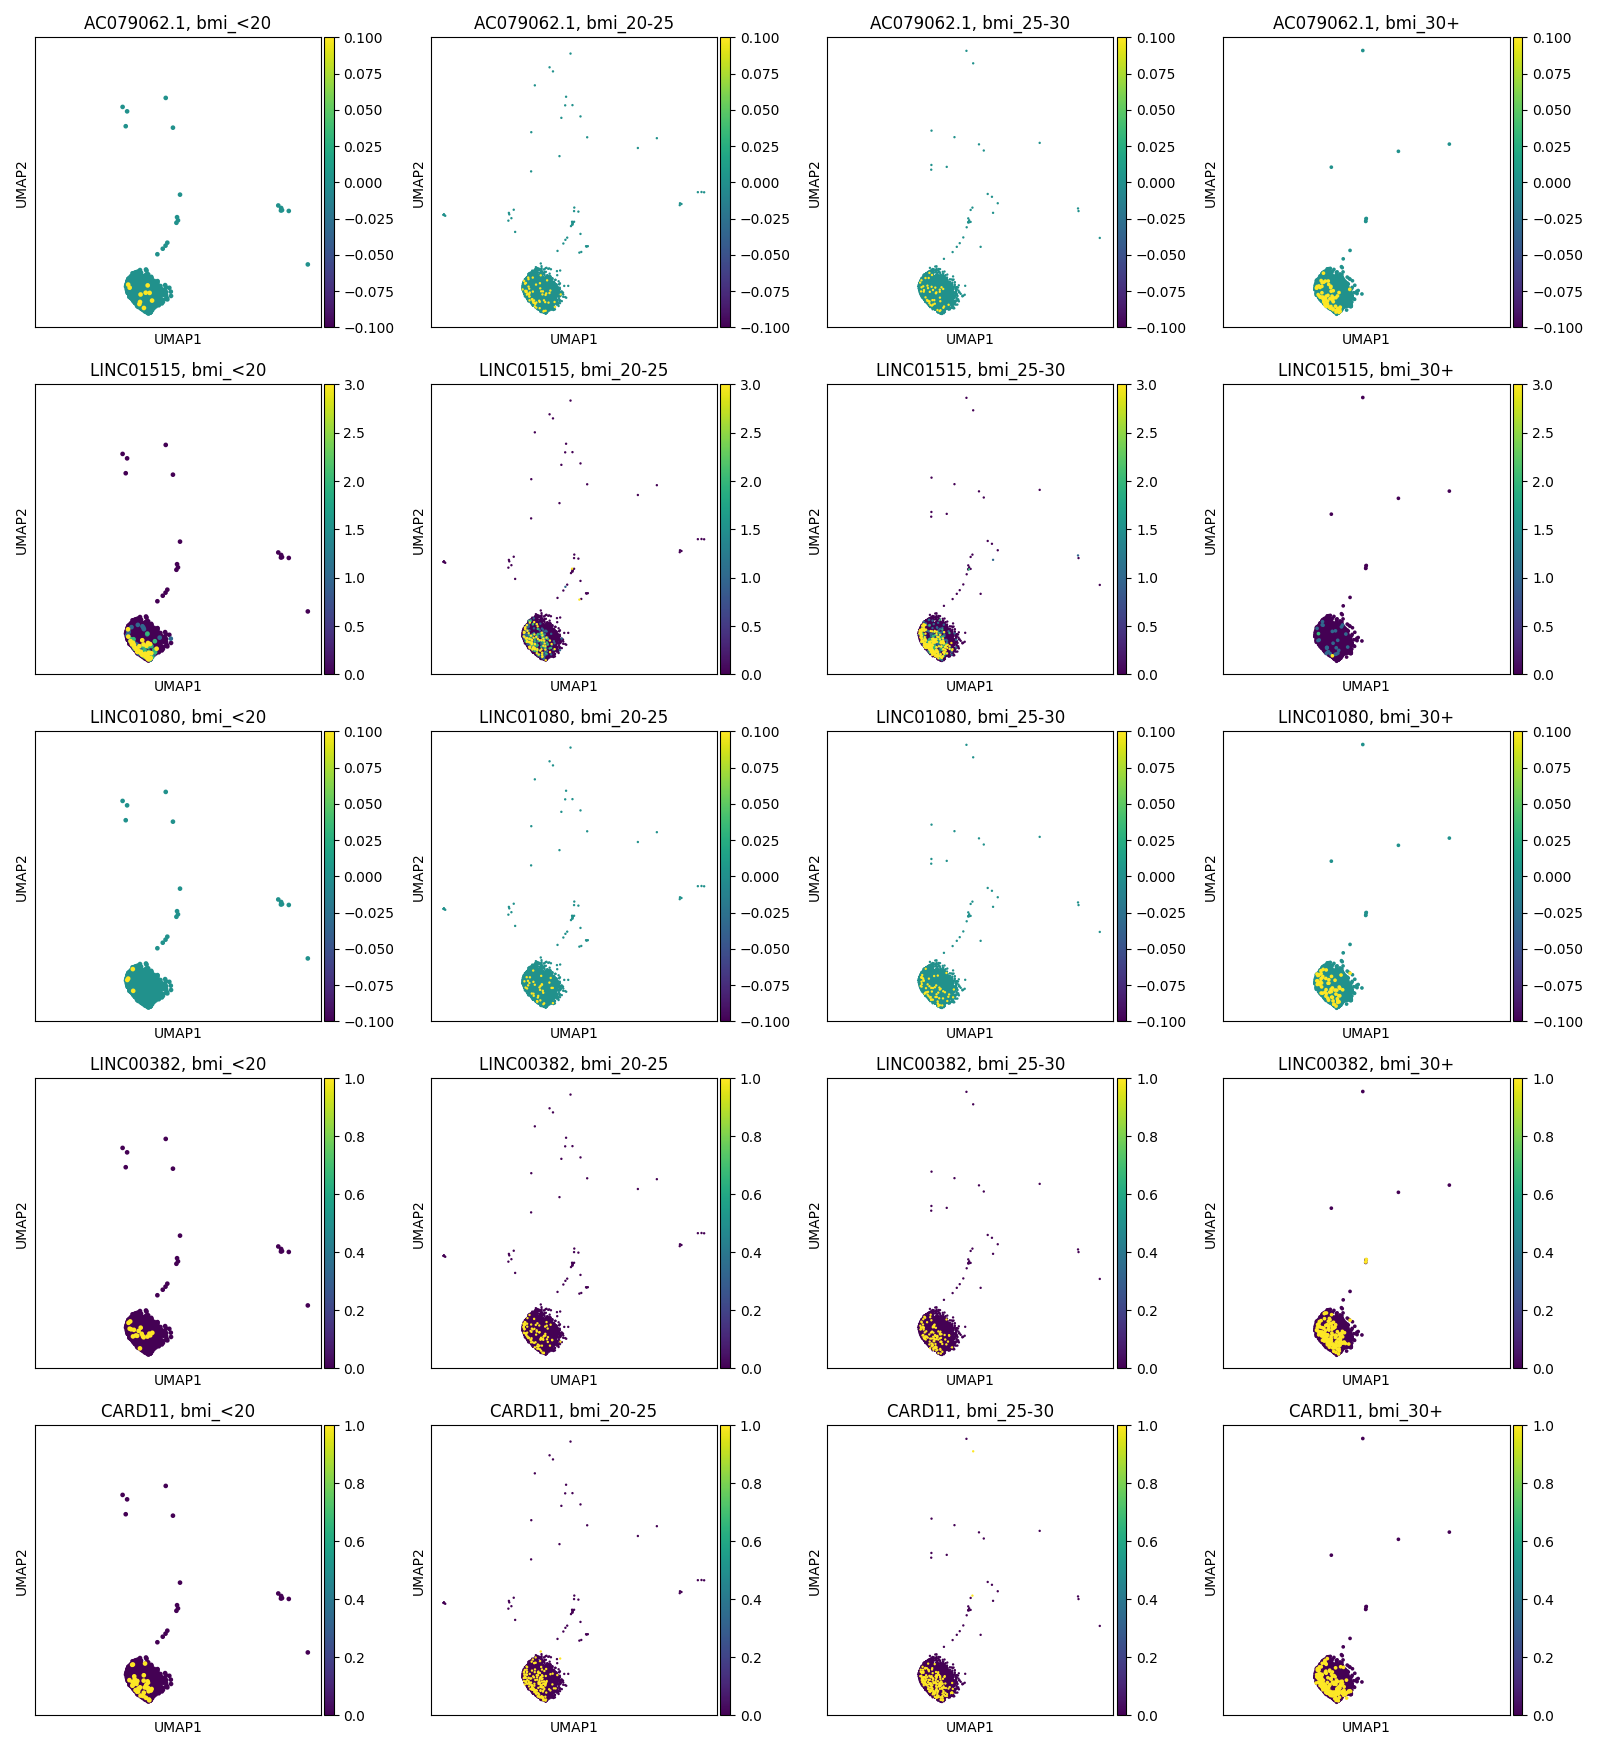 AC079062.1, bmi_<20
AC079062.1, bmi_20-25
AC079062.1, bmi_25-30
AC079062.1, bmi_30+
UMAP2
UMAP1
0.100
0.075
0.050
0.025
0.000
−0.025
−0.050
−0.075
−0.100
UMAP2
UMAP1
0.100
0.075
0.050
0.025
0.000
−0.025
−0.050
−0.075
−0.100
UMAP2
UMAP1
0.100
0.075
0.050
0.025
0.000
−0.025
−0.050
−0.075
−0.100
UMAP2
UMAP1
0.100
0.075
0.050
0.025
0.000
−0.025
−0.050
−0.075
−0.100
LINC01515, bmi_<20
LINC01515, bmi_20-25
LINC01515, bmi_25-30
LINC01515, bmi_30+
UMAP2
UMAP1
3.0
2.5
2.0
1.5
1.0
0.5
0.0
UMAP2
UMAP1
3.0
2.5
2.0
1.5
1.0
0.5
0.0
UMAP2
UMAP1
3.0
2.5
2.0
1.5
1.0
0.5
0.0
UMAP2
UMAP1
3.0
2.5
2.0
1.5
1.0
0.5
0.0
LINC01080, bmi_<20
LINC01080, bmi_20-25
LINC01080, bmi_25-30
LINC01080, bmi_30+
UMAP2
UMAP1
0.100
0.075
0.050
0.025
0.000
−0.025
−0.050
−0.075
−0.100
UMAP2
UMAP1
0.100
0.075
0.050
0.025
0.000
−0.025
−0.050
−0.075
−0.100
UMAP2
UMAP1
0.100
0.075
0.050
0.025
0.000
−0.025
−0.050
−0.075
−0.100
UMAP2
UMAP1
0.100
0.075
0.050
0.025
0.000
−0.025
−0.050
−0.075
−0.100
LINC00382, bmi_<20
LINC00382, bmi_20-25
LINC00382, bmi_25-30
LINC00382, bmi_30+
UMAP2
UMAP1
1.0
0.8
0.6
0.4
0.2
0.0
UMAP2
UMAP1
1.0
0.8
0.6
0.4
0.2
0.0
UMAP2
UMAP1
1.0
0.8
0.6
0.4
0.2
0.0
UMAP2
UMAP1
1.0
0.8
0.6
0.4
0.2
0.0
CARD11, bmi_<20
CARD11, bmi_20-25
CARD11, bmi_25-30
CARD11, bmi_30+
UMAP2
UMAP1
1.0
0.8
0.6
0.4
0.2
0.0
UMAP2
UMAP1
1.0
0.8
0.6
0.4
0.2
0.0
UMAP2
UMAP1
1.0
0.8
0.6
0.4
0.2
0.0
UMAP2
UMAP1
1.0
0.8
0.6
0.4
0.2
0.0